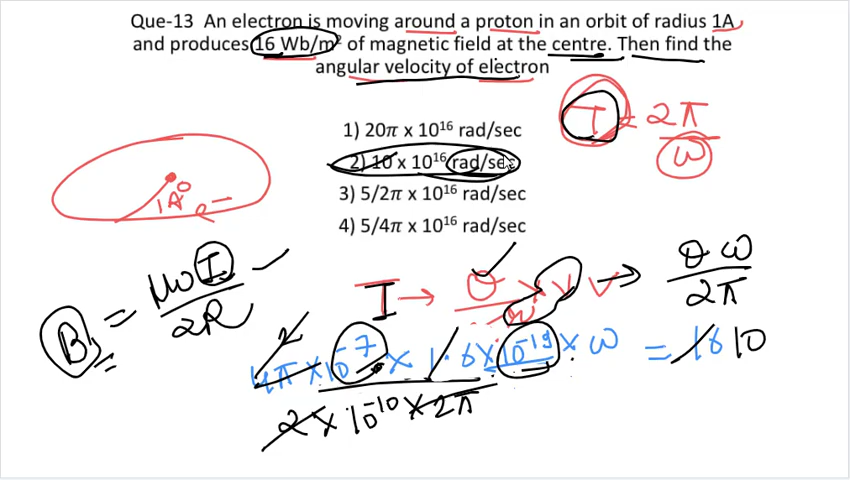 Que-13 An electron is moving around a proton in an orbit of radius 1A
and produces 16 Wb/m² of magnetic field at the centre. Then find the
angular velocity of electron
T = 2π/ω
1) 20π x 10¹⁶ rad/sec
2) 10 x 10¹⁶ rad/sec
3) 5/2π x 10¹⁶ rad/sec
4) 5/4π x 10¹⁶ rad/sec
1A⁰
e⁻
B = μ₀I/2R
I →
→ θω/2π
4π × 10⁻⁷ × 1.6 × 10⁻¹⁹ × ω = 16 10
2 × 10⁻¹⁰ × 2π